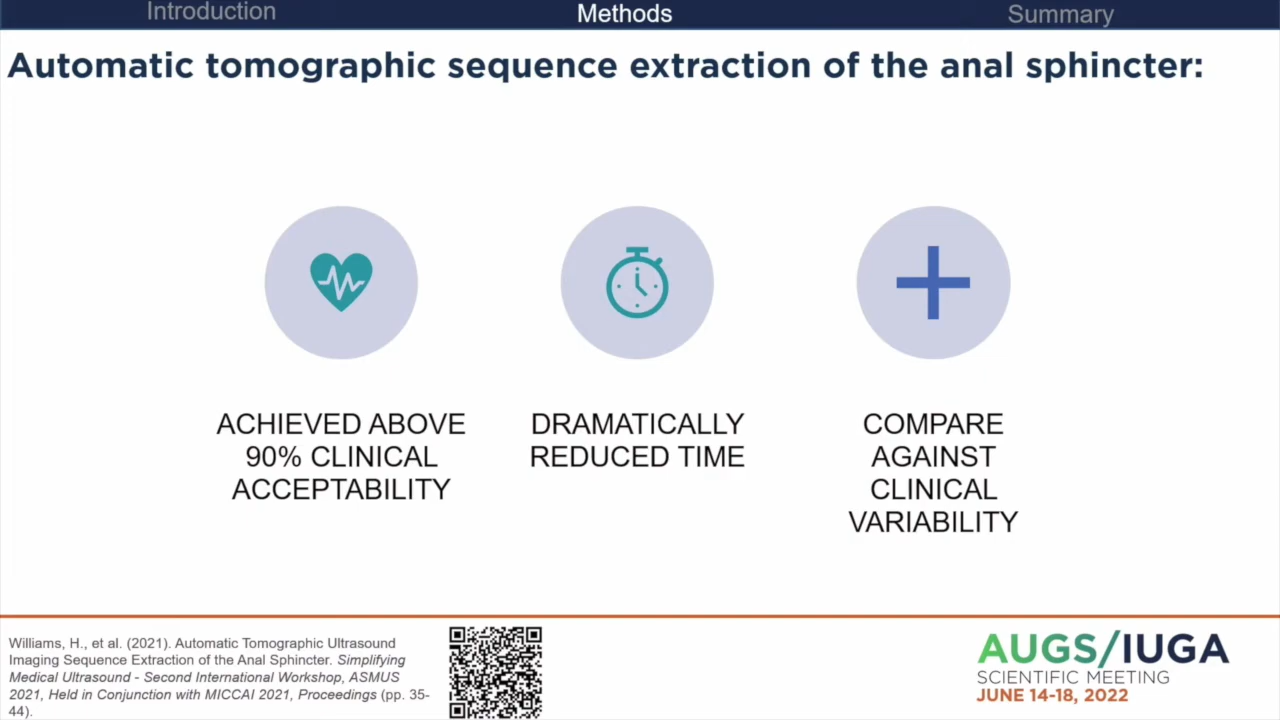 Introduction
Methods
Summary
Automatic tomographic sequence extraction of the anal sphincter:
ACHIEVED ABOVE
90% CLINICAL
ACCEPTABILITY
DRAMATICALLY
REDUCED TIME
COMPARE
AGAINST
CLINICAL
VARIABILITY
Williams, H., et al. (2021). Automatic Tomographic Ultrasound
Imaging Sequence Extraction of the Anal Sphincter. Simplifying
Medical Ultrasound - Second International Workshop, ASMUS
2021, Held in Conjunction with MICCAI 2021, Proceedings (pp. 35-
44).
AUGS/IUGA
SCIENTIFIC MEETING
JUNE 14-18, 2022